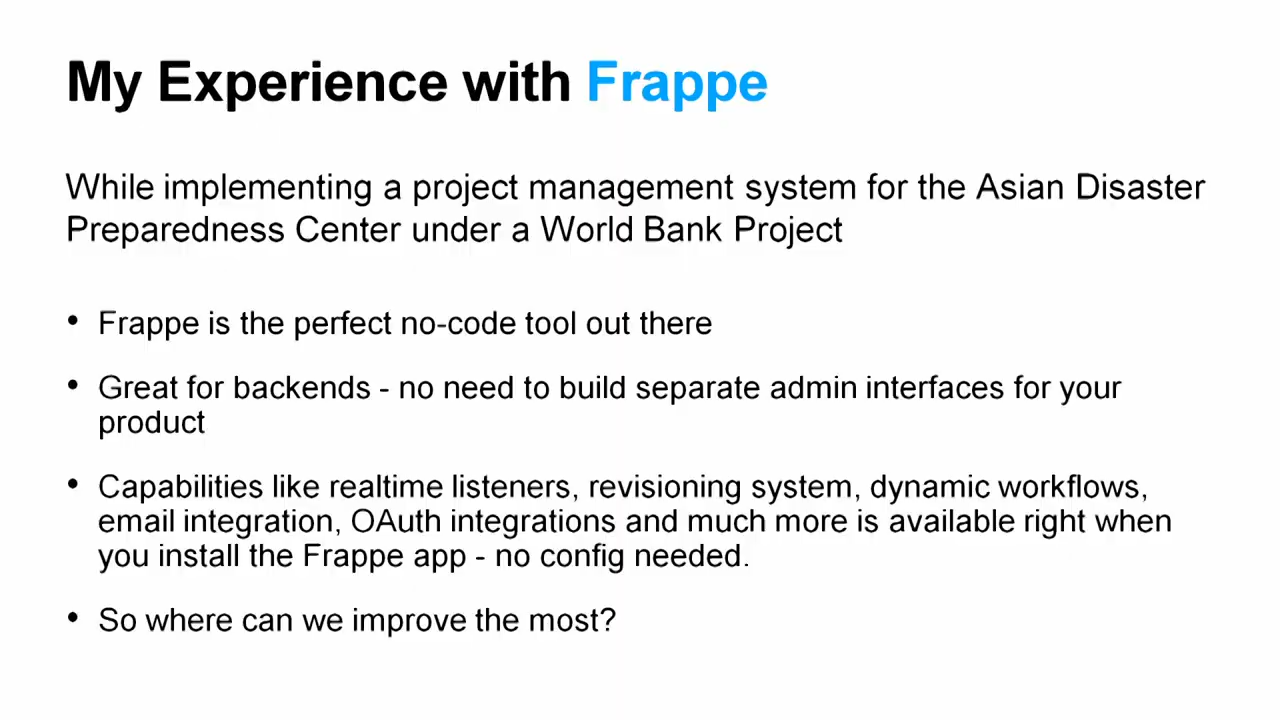 My Experience with Frappe
While implementing a project management system for the Asian Disaster
Preparedness Center under a World Bank Project
• Frappe is the perfect no-code tool out there
• Great for backends - no need to build separate admin interfaces for your
product
• Capabilities like realtime listeners, revisioning system, dynamic workflows,
email integration, OAuth integrations and much more is available right when
you install the Frappe app - no config needed.
• So where can we improve the most?